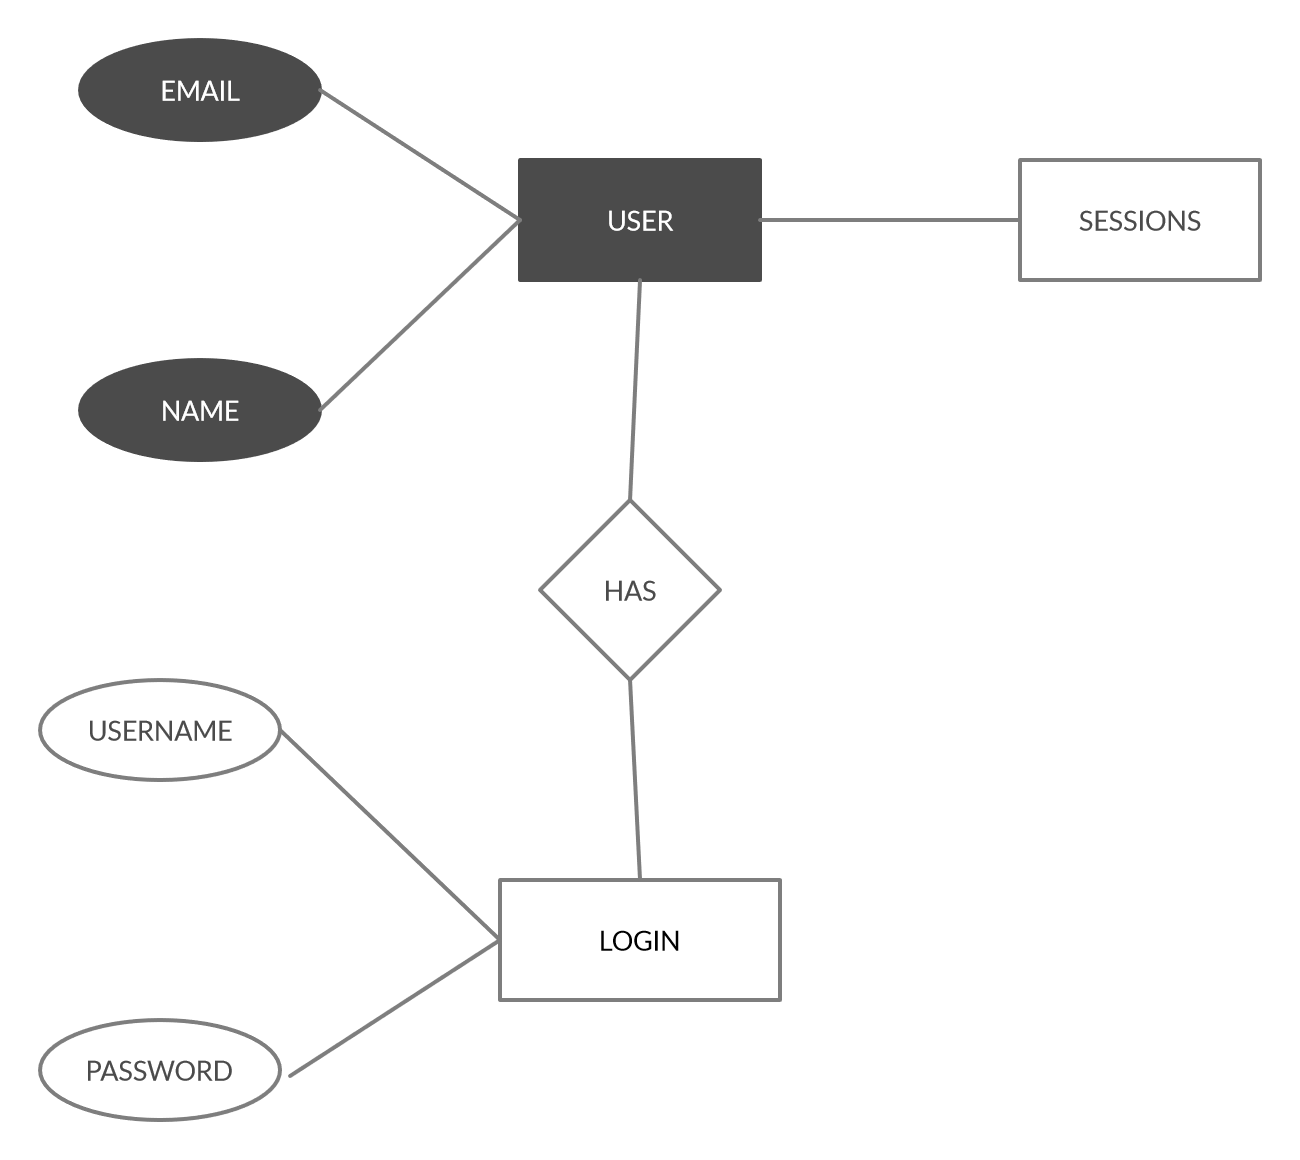 EMAIL
USER
SESSIONS
NAME
HAS
USERNAME
LOGIN
PASSWORD